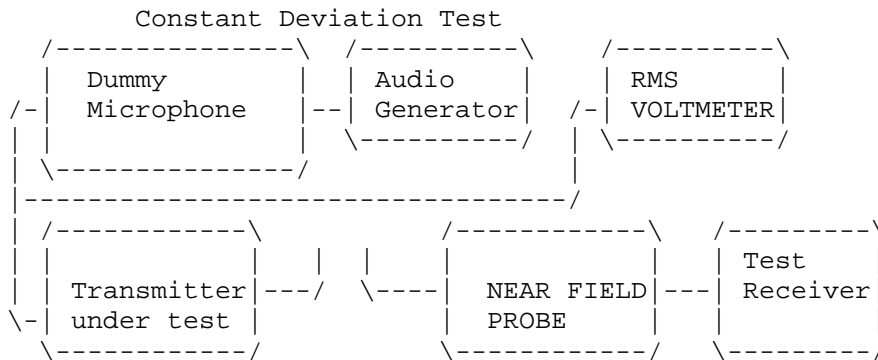 Constant Deviation Test
Dummy
Microphone
Audio
Generator
RMS
VOLTMETER
Transmitter
under test
NEAR FIELD
PROBE
Test
Receiver